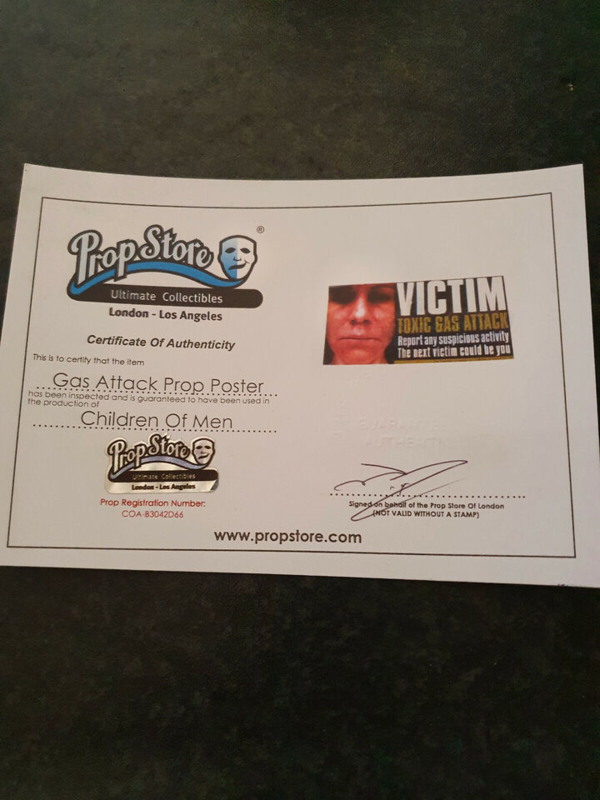 Prop Store ®
Ultimate Collectibles
London - Los Angeles
Certificate Of Authenticity
This is to certify that the item
Gas Attack Prop Poster
has been inspected and is guaranteed to have been used in
the production of
Children Of Men
Prop Store
Ultimate Collectibles
London - Los Angeles
Prop Registration Number:
COA-B3042D66
VICTIM
TOXIC GAS ATTACK
Report any suspicious activity
The next victim could be you
Signed on behalf of the Prop Store Of London
(NOT VALID WITHOUT A STAMP)
www.propstore.com